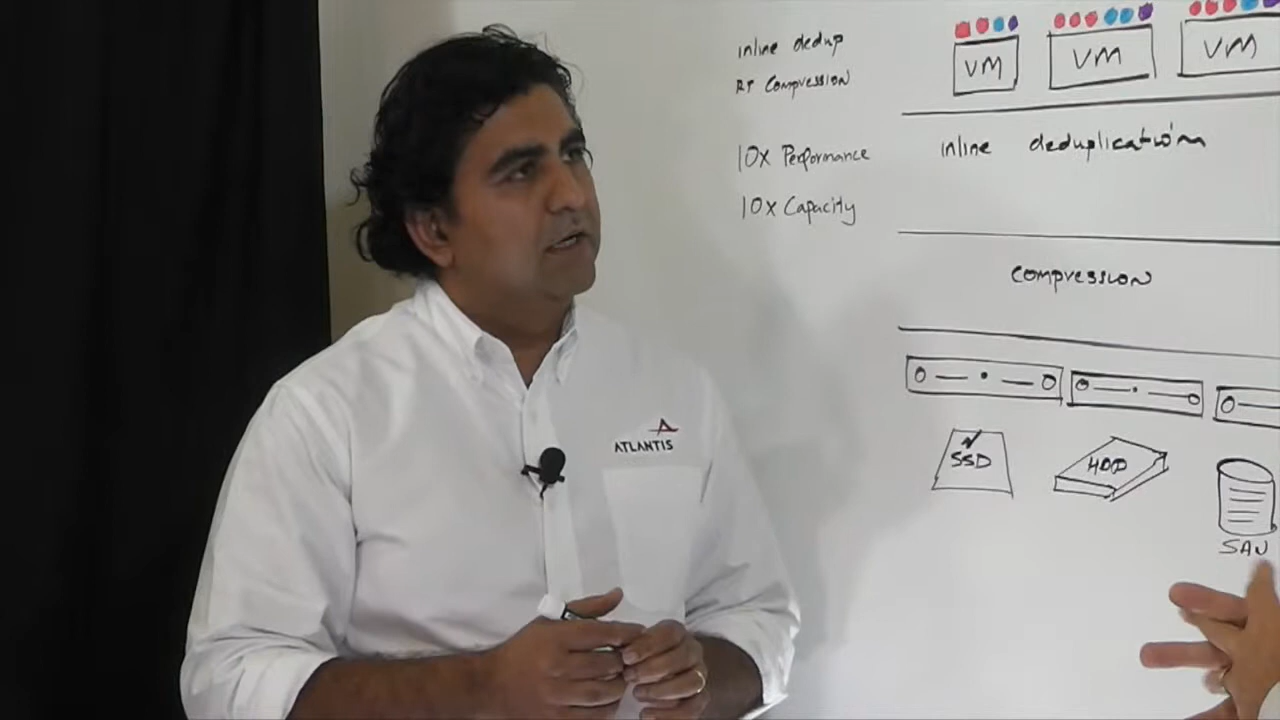 inline dedup
RT Compression
10x Performance
10x Capacity
VM
VM
VM
inline deduplication
compression
SSD
HDD
SAN
ATLANTIS